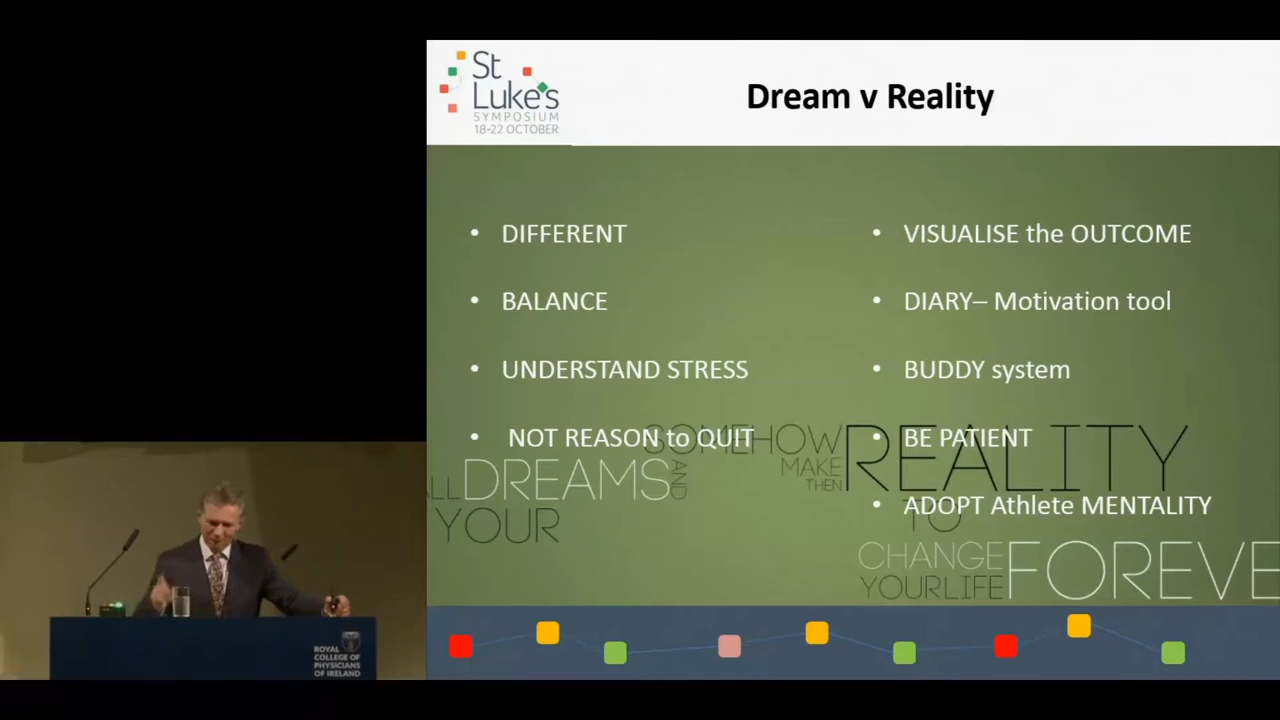 St
Luke's
SYMPOSIUM
18-22 OCTOBER
Dream v Reality
• DIFFERENT
• BALANCE
• UNDERSTAND STRESS
• NOT REASON to QUIT
• VISUALISE the OUTCOME
• DIARY– Motivation tool
• BUDDY system
• BE PATIENT
• ADOPT Athlete MENTALITY
ALL DREAMS AND
YOUR
SOMEHOW
MAKE
THEN
REALITY
TO
CHANGE
YOUR LIFE
FOREVE
ROYAL
COLLEGE OF
PHYSICIANS
OF IRELAND